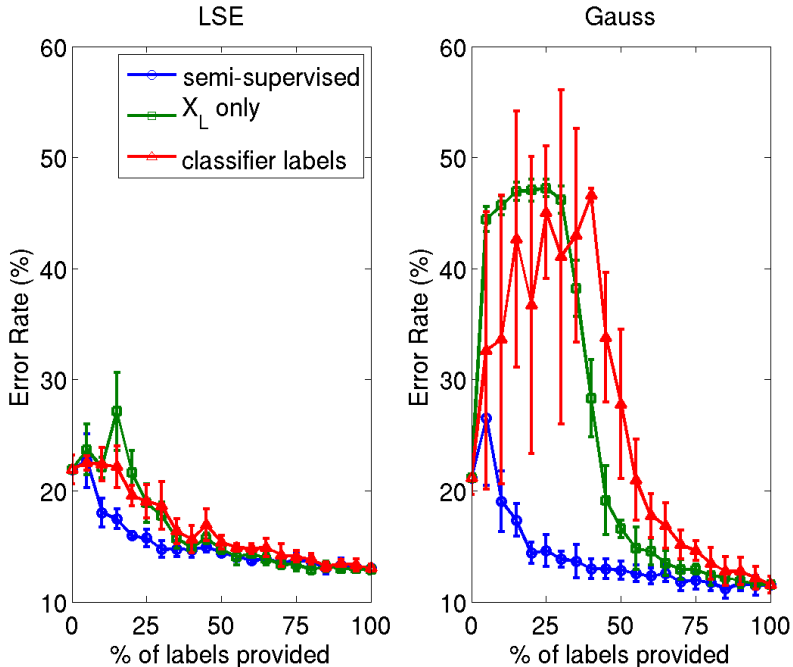 LSE
Gauss
60
50
40
30
20
10
Error Rate (%)
semi-supervised
X_L only
classifier labels
0
25
50
75
100
% of labels provided
60
50
40
30
20
10
Error Rate (%)
0
25
50
75
100
% of labels provided